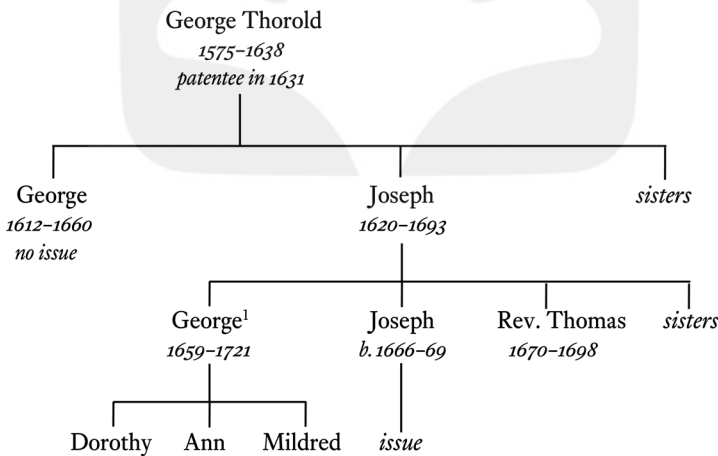 George Thorold
1575–1638
patentee in 1631
George
1612–1660
no issue
Joseph
1620–1693
sisters
George¹
1659–1721
Joseph
b. 1666–69
Rev. Thomas
1670–1698
sisters
Dorothy
Ann
Mildred
issue